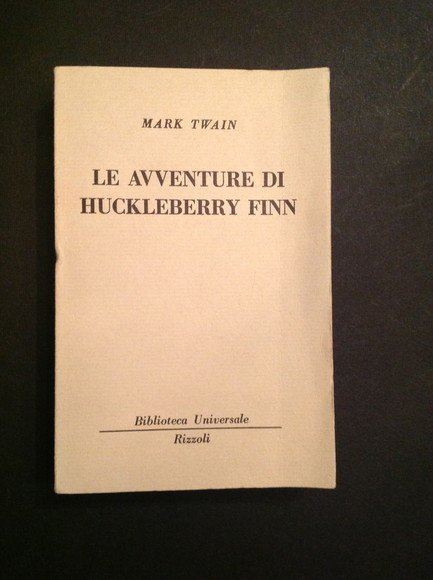 MARK TWAIN
LE AVVENTURE DI
HUCKLEBERRY FINN
Biblioteca Universale
Rizzoli